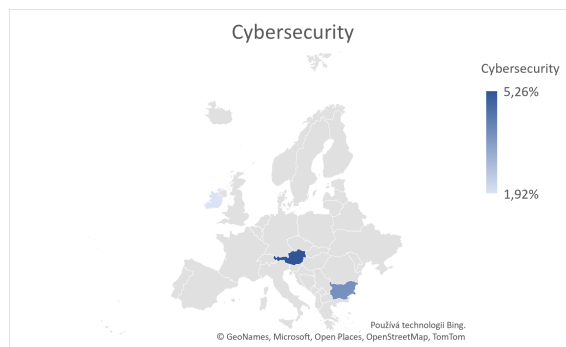 Cybersecurity
Cybersecurity
5,26%
1,92%
Používá technologii Bing.
© GeoNames, Microsoft, Open Places, OpenStreetMap, TomTom